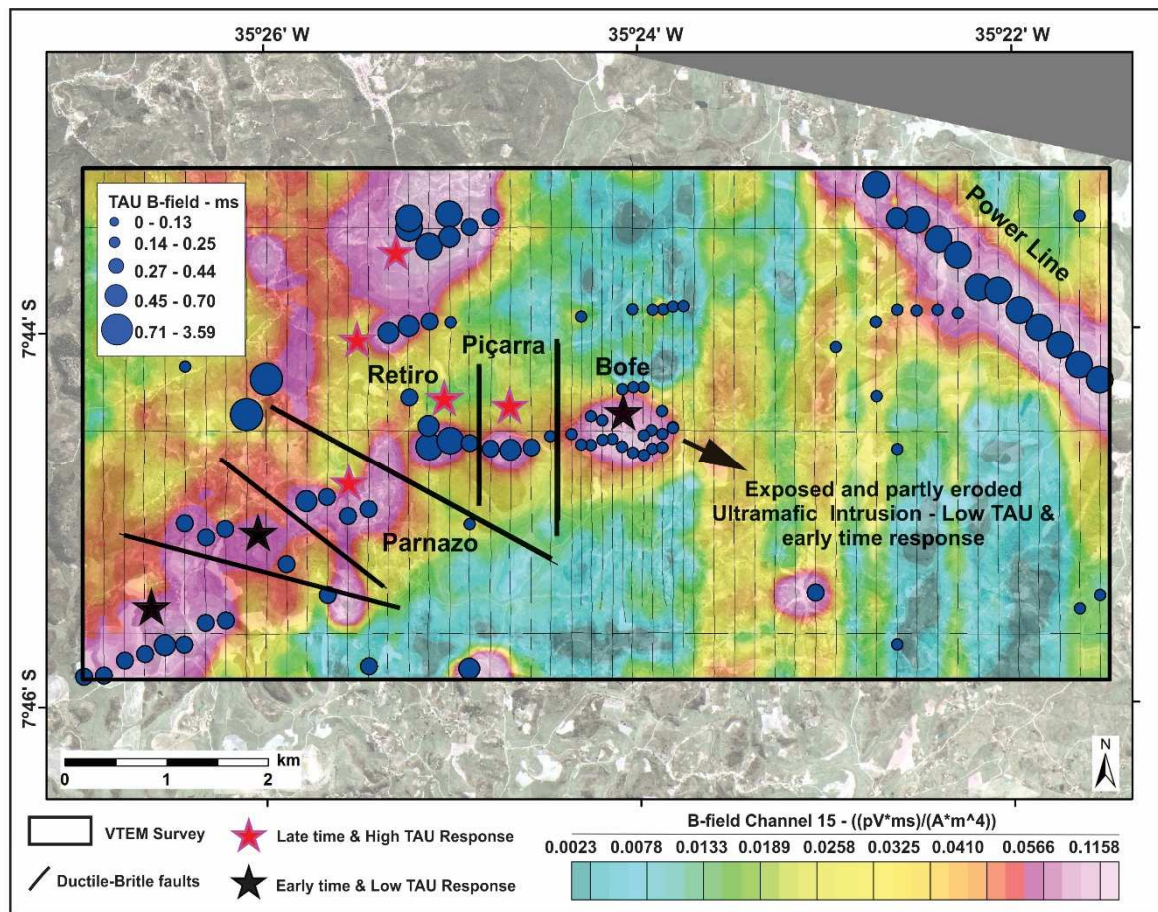 35°26' W
35°24' W
35°22' W
7°44' S
7°46' S
TAU B-field - ms
0 - 0.13
0.14 - 0.25
0.27 - 0.44
0.45 - 0.70
0.71 - 3.59
Power Line
Piçarra
Retiro
Bofe
Parnazo
Exposed and partly eroded
Ultramafic Intrusion - Low TAU &
early time response
km
0 1 2
N
VTEM Survey
Ductile-Britle faults
Late time & High TAU Response
Early time & Low TAU Response
B-field Channel 15 - ((pV*ms)/(A*m^4))
0.0023 0.0078 0.0133 0.0189 0.0258 0.0325 0.0410 0.0566 0.1158